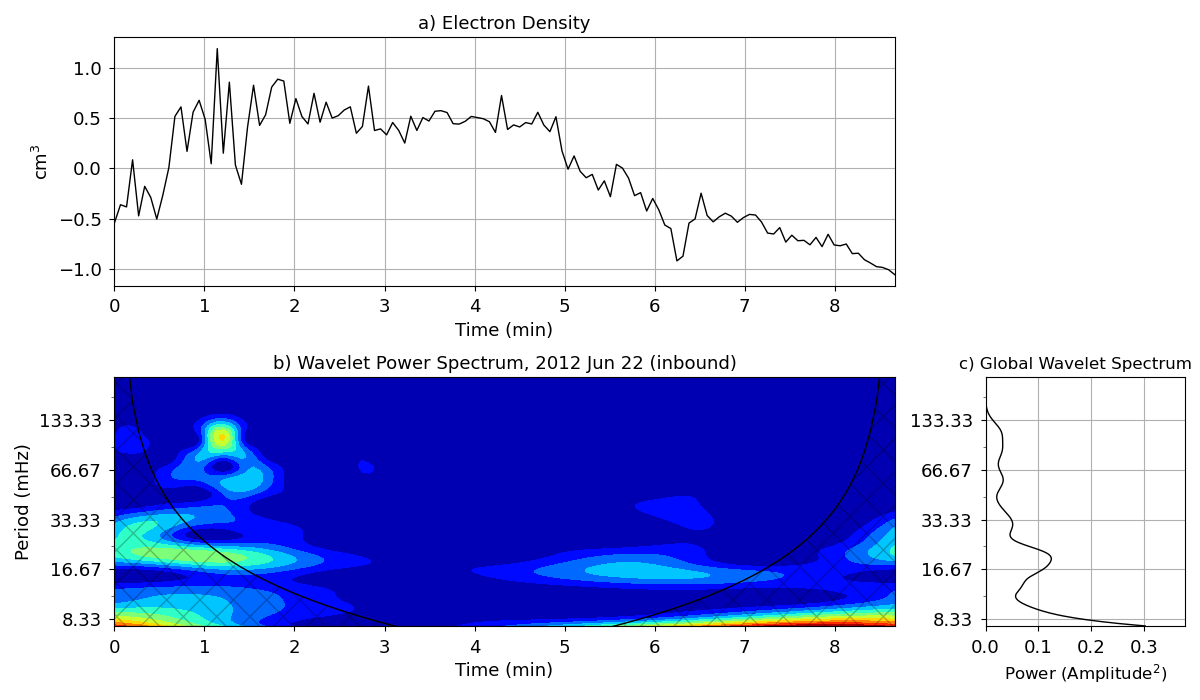 a) Electron Density
1.0
0.5
0.0
−0.5
−1.0
cm³
0 1 2 3 4 5 6 7 8
Time (min)
b) Wavelet Power Spectrum, 2012 Jun 22 (inbound)
133.33
66.67
33.33
16.67
8.33
Period (mHz)
0 1 2 3 4 5 6 7 8
Time (min)
c) Global Wavelet Spectrum
133.33
66.67
33.33
16.67
8.33
0.0 0.1 0.2 0.3
Power (Amplitude²)